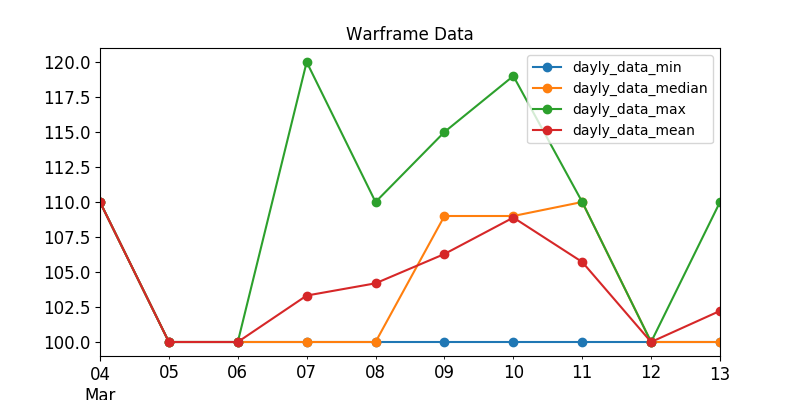 Warframe Data
dayly_data_min
dayly_data_median
dayly_data_max
dayly_data_mean
120.0
117.5
115.0
112.5
110.0
107.5
105.0
102.5
100.0
04 05 06 07 08 09 10 11 12 13
Mar